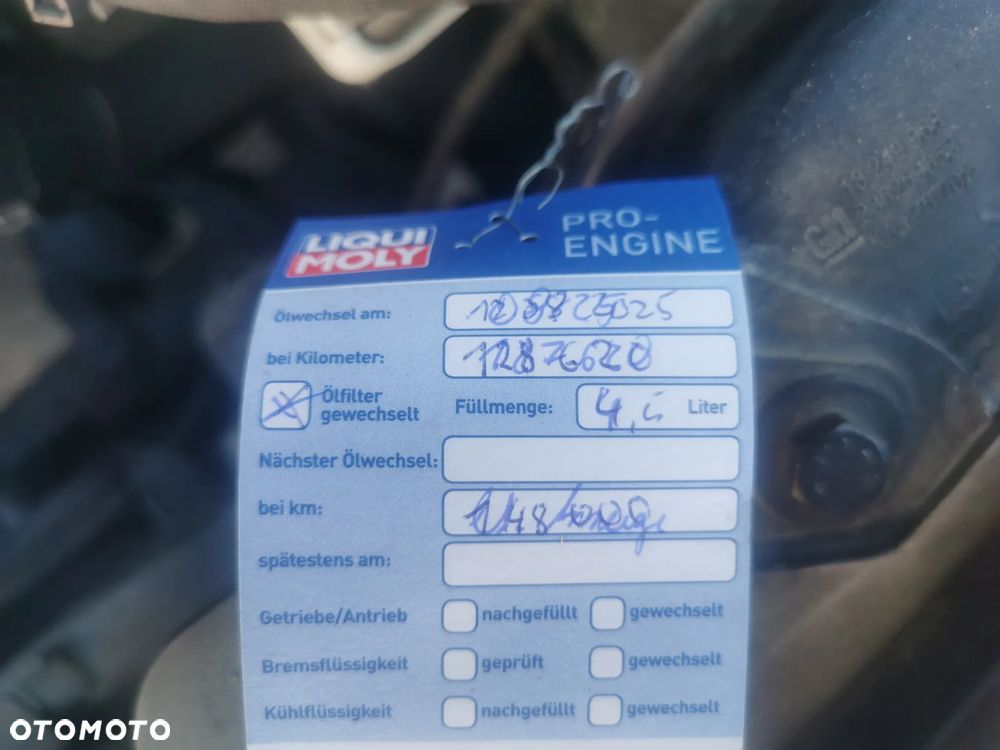 LIQUI
MOLY
PRO-
ENGINE
Ölwechsel am:
bei Kilometer:
Ölfilter
gewechselt
Füllmenge: 4, Liter
Nächster Ölwechsel:
bei km:
spätestens am:
Getriebe/Antrieb nachgefüllt gewechselt
Bremsflüssigkeit geprüft gewechselt
Kühlflüssigkeit nachgefüllt gewechselt
GM
OTOMOTO